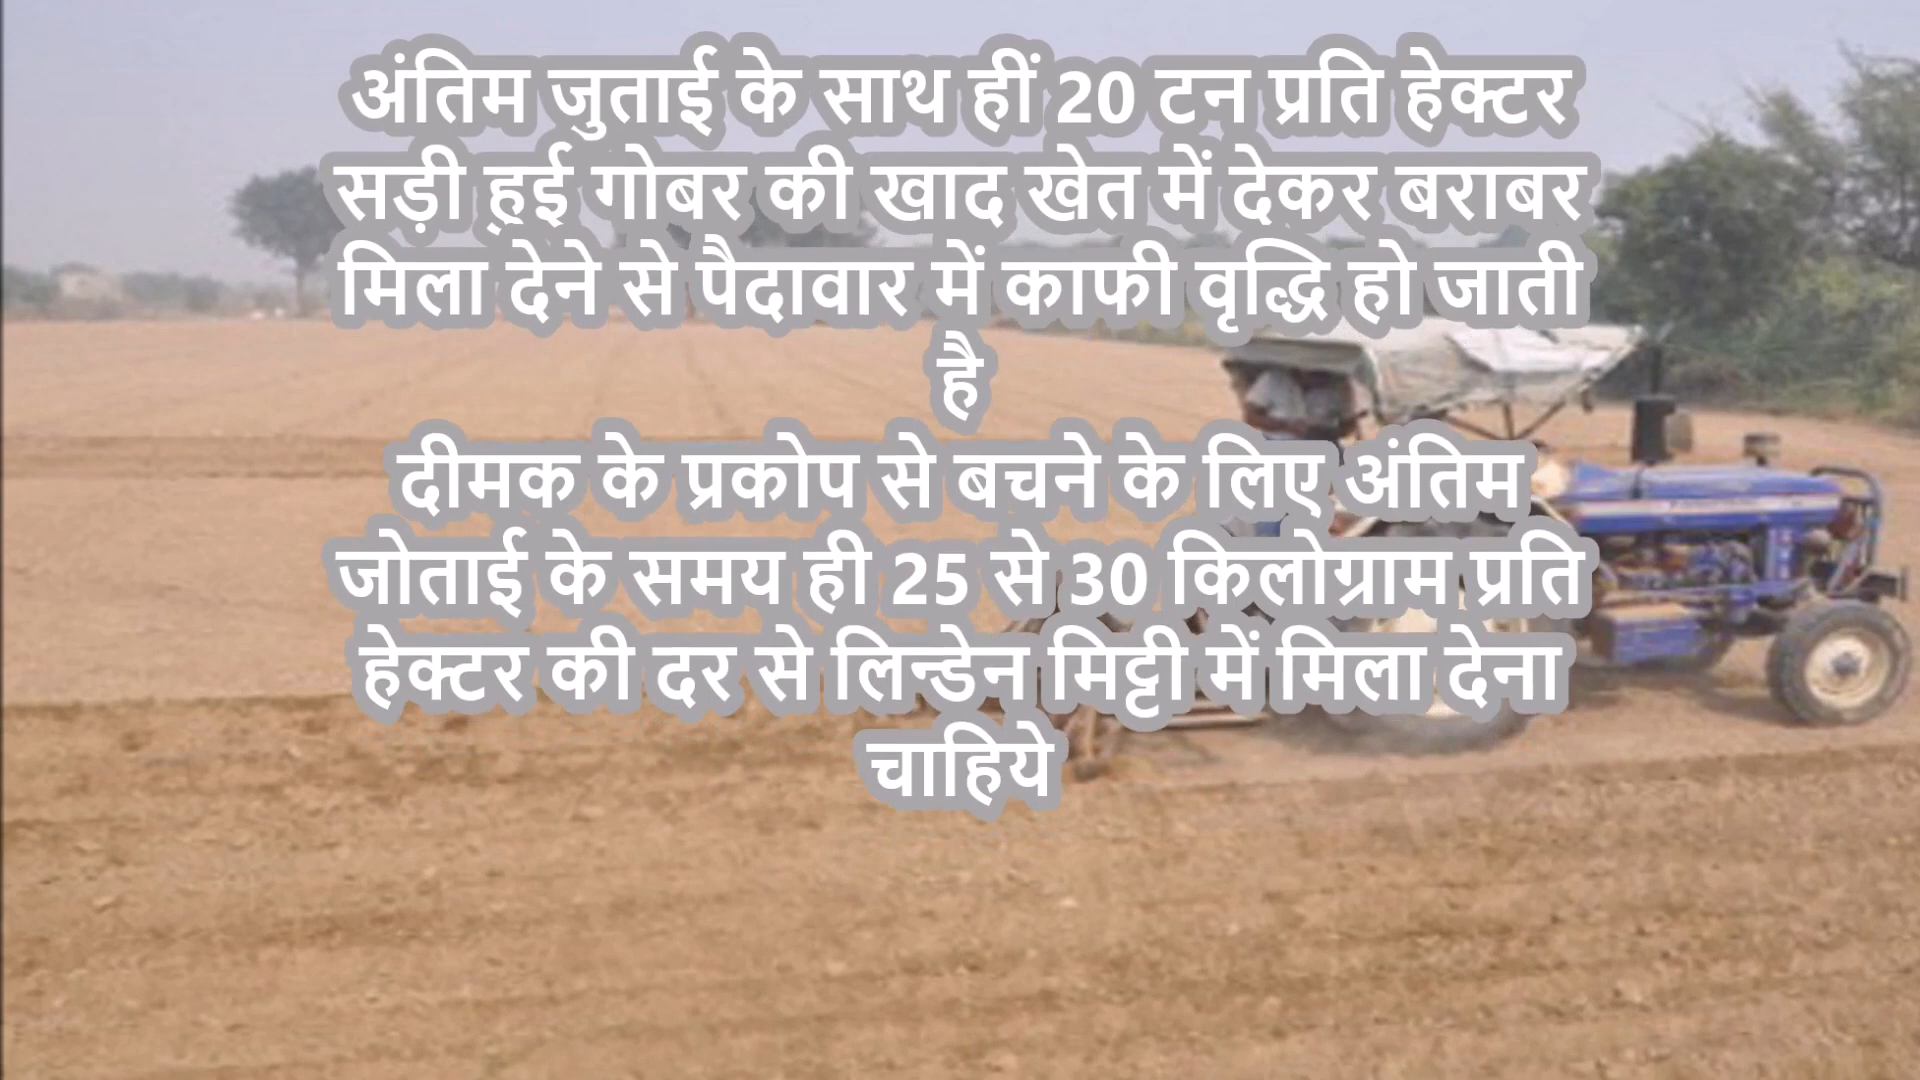 अंतिम जुताई के साथ हीं 20 टन प्रति हेक्टर
सड़ी हुई गोबर की खाद खेत में देकर बराबर
मिला देने से पैदावार में काफी वृद्धि हो जाती
है
दीमक के प्रकोप से बचने के लिए अंतिम
जोताई के समय ही 25 से 30 किलोग्राम प्रति
हेक्टर की दर से लिन्डेन मिट्टी में मिला देना
चाहिये